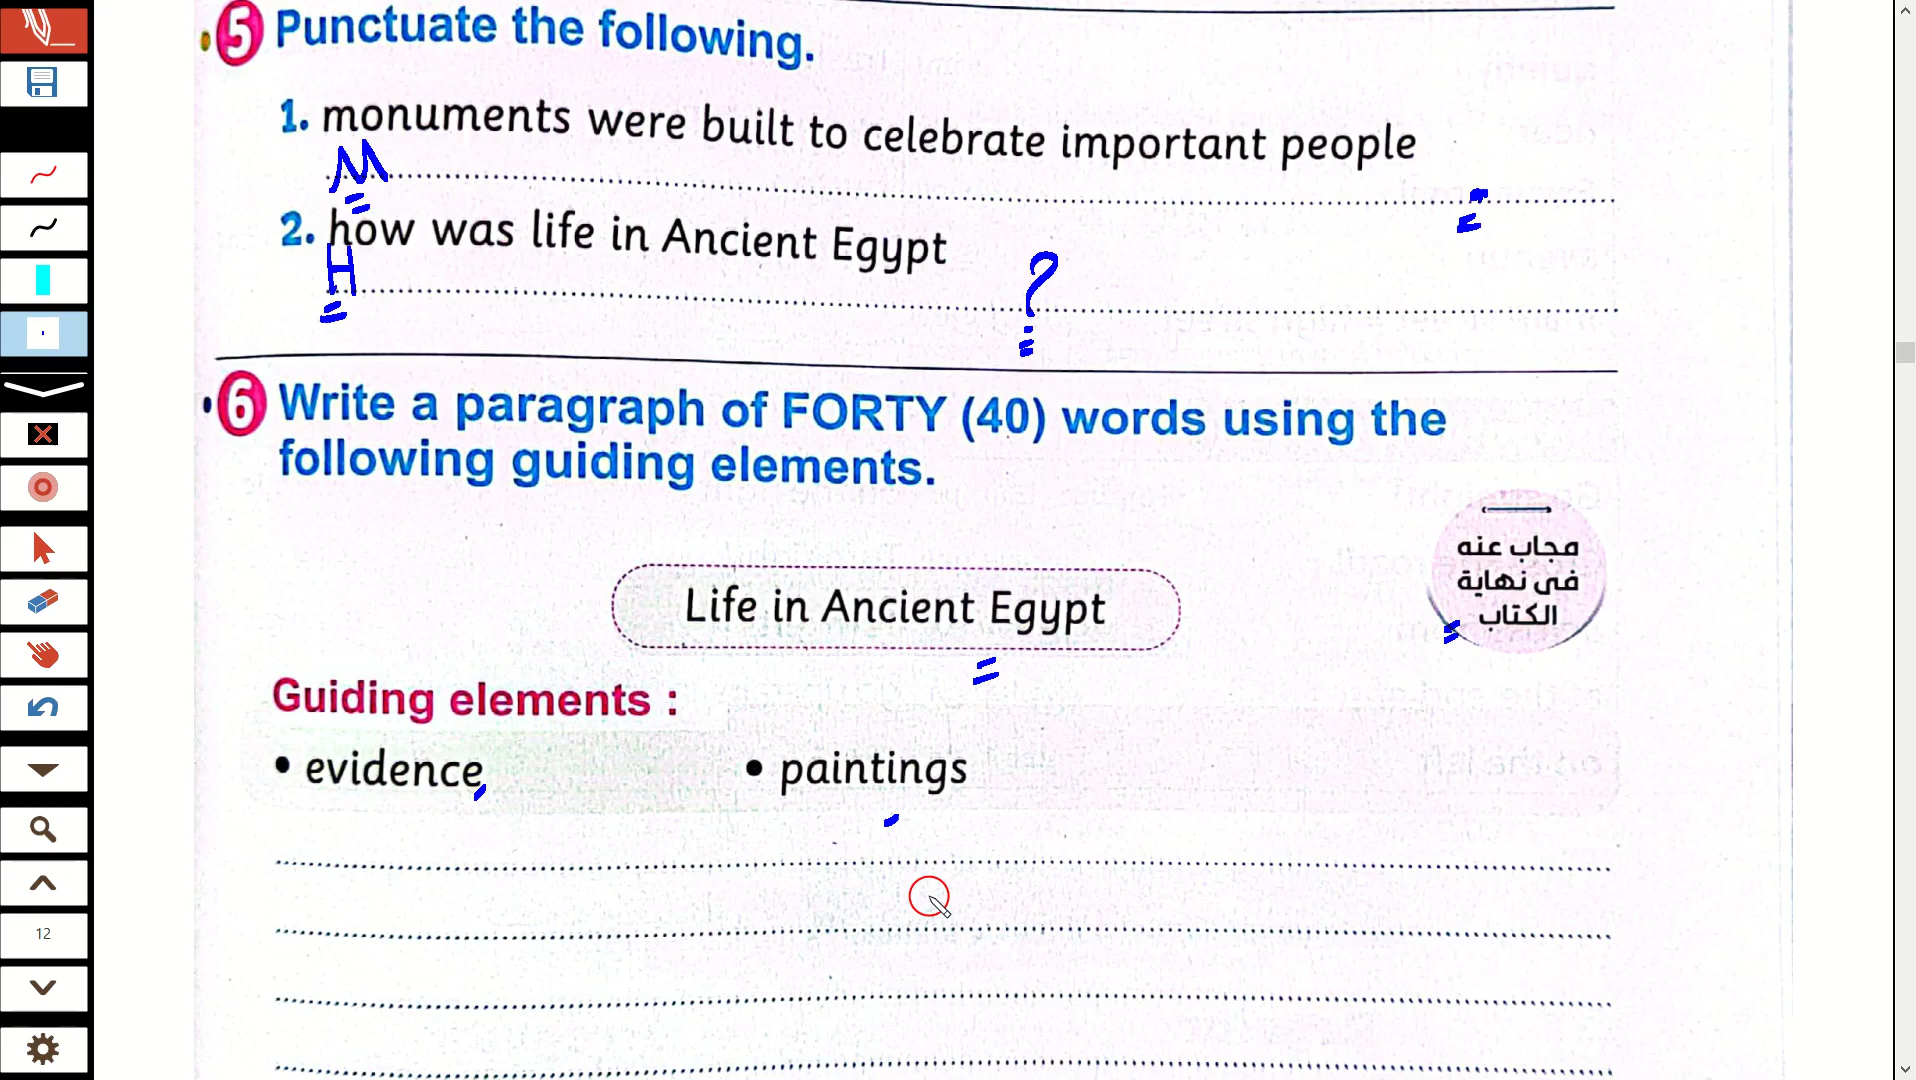 5 Punctuate the following.
1. monuments were built to celebrate important people
M .
2. how was life in Ancient Egypt
H ?
6 Write a paragraph of FORTY (40) words using the
following guiding elements.
مجاب عنه
فى نهاية
الكتاب
Life in Ancient Egypt
Guiding elements :
• evidence • paintings
12